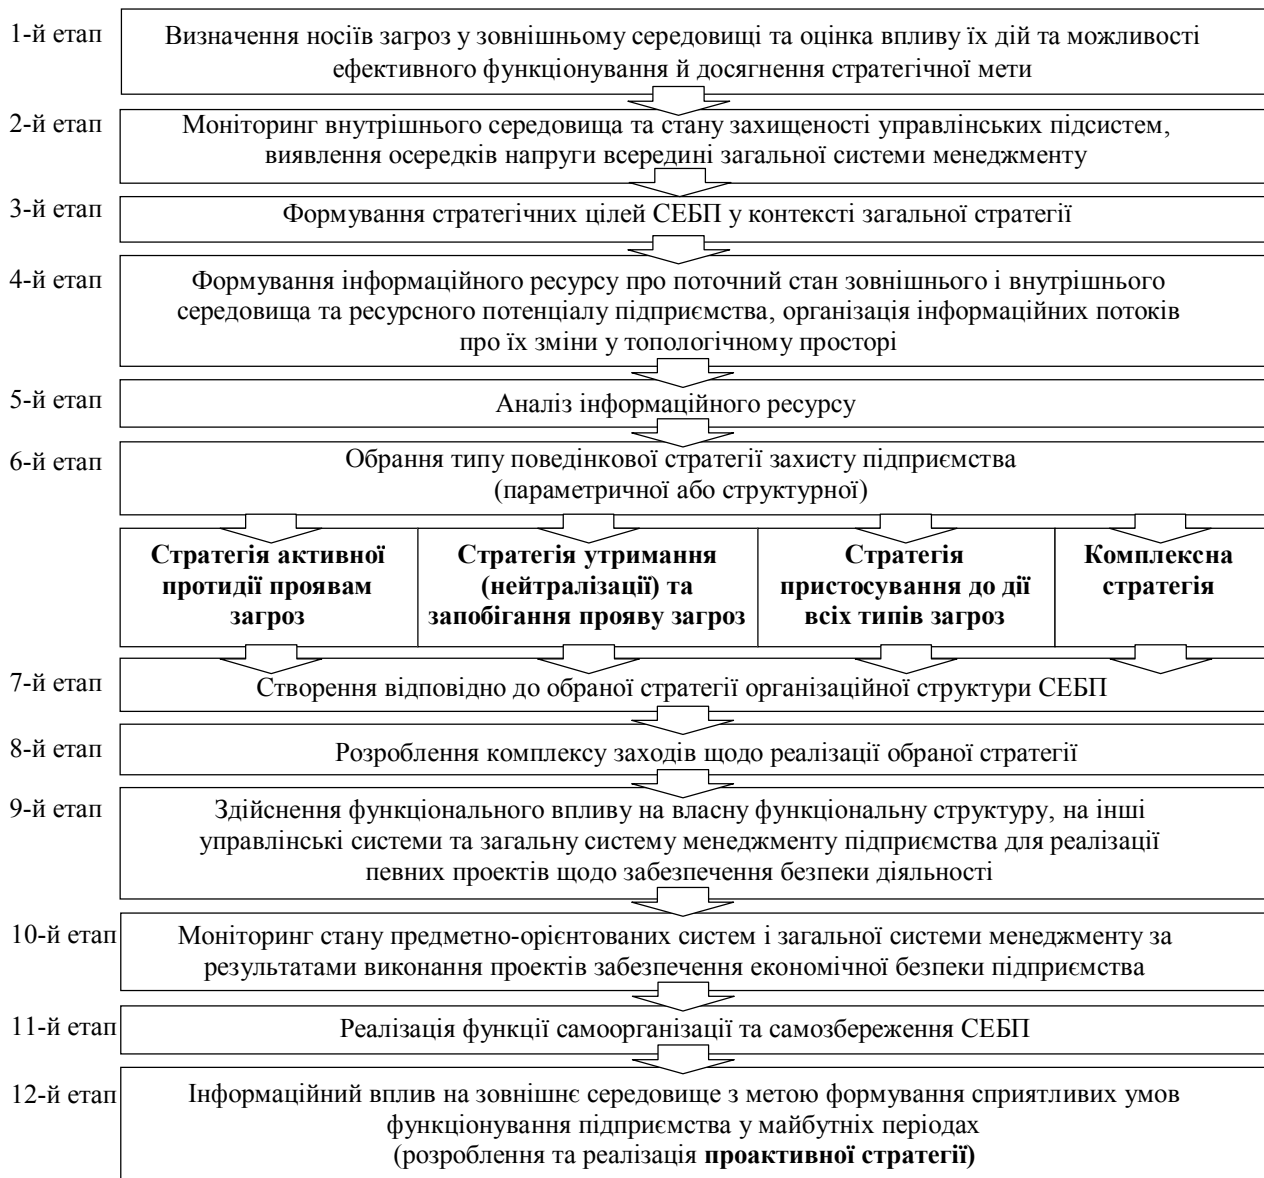 1-й етап
Визначення носіїв загроз у зовнішньому середовищі та оцінка впливу їх дій та можливості
ефективного функціонування й досягнення стратегічної мети
2-й етап
Моніторинг внутрішнього середовища та стану захищеності управлінських підсистем,
виявлення осередків напруги всередині загальної системи менеджменту
3-й етап
Формування стратегічних цілей СЕБП у контексті загальної стратегії
4-й етап
Формування інформаційного ресурсу про поточний стан зовнішнього і внутрішнього
середовища та ресурсного потенціалу підприємства, організація інформаційних потоків
про їх зміни у топологічному просторі
5-й етап
Аналіз інформаційного ресурсу
6-й етап
Обрання типу поведінкової стратегії захисту підприємства
(параметричної або структурної)
Стратегія активної
протидії проявам
загроз
Стратегія утримання
(нейтралізації) та
запобігання прояву загроз
Стратегія
пристосування до дії
всіх типів загроз
Комплексна
стратегія
7-й етап
Створення відповідно до обраної стратегії організаційної структури СЕБП
8-й етап
Розроблення комплексу заходів щодо реалізації обраної стратегії
9-й етап
Здійснення функціонального впливу на власну функціональну структуру, на інші
управлінські системи та загальну систему менеджменту підприємства для реалізації
певних проектів щодо забезпечення безпеки діяльності
10-й етап
Моніторинг стану предметно-орієнтованих систем і загальної системи менеджменту за
результатами виконання проектів забезпечення економічної безпеки підприємства
11-й етап
Реалізація функції самоорганізації та самозбереження СЕБП
12-й етап
Інформаційний вплив на зовнішнє середовище з метою формування сприятливих умов
функціонування підприємства у майбутніх періодах
(розроблення та реалізація проактивної стратегії)